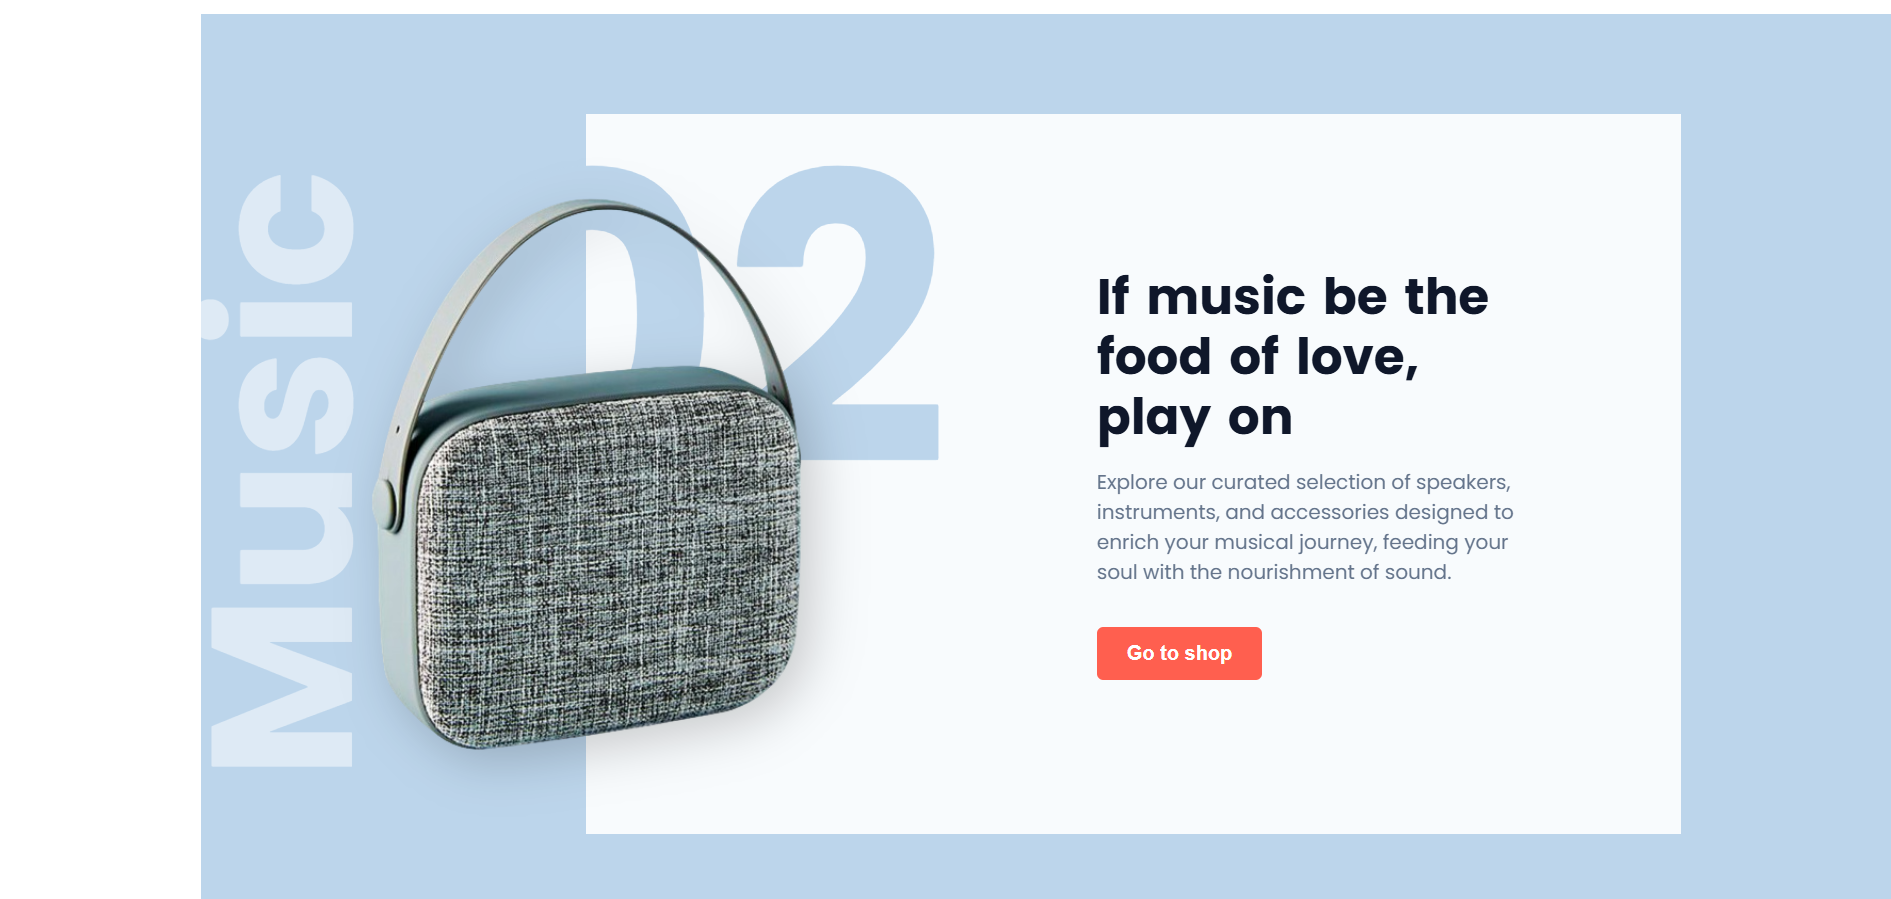 Music
02
If music be the
food of love,
play on
Explore our curated selection of speakers,
instruments, and accessories designed to
enrich your musical journey, feeding your
soul with the nourishment of sound.
Go to shop